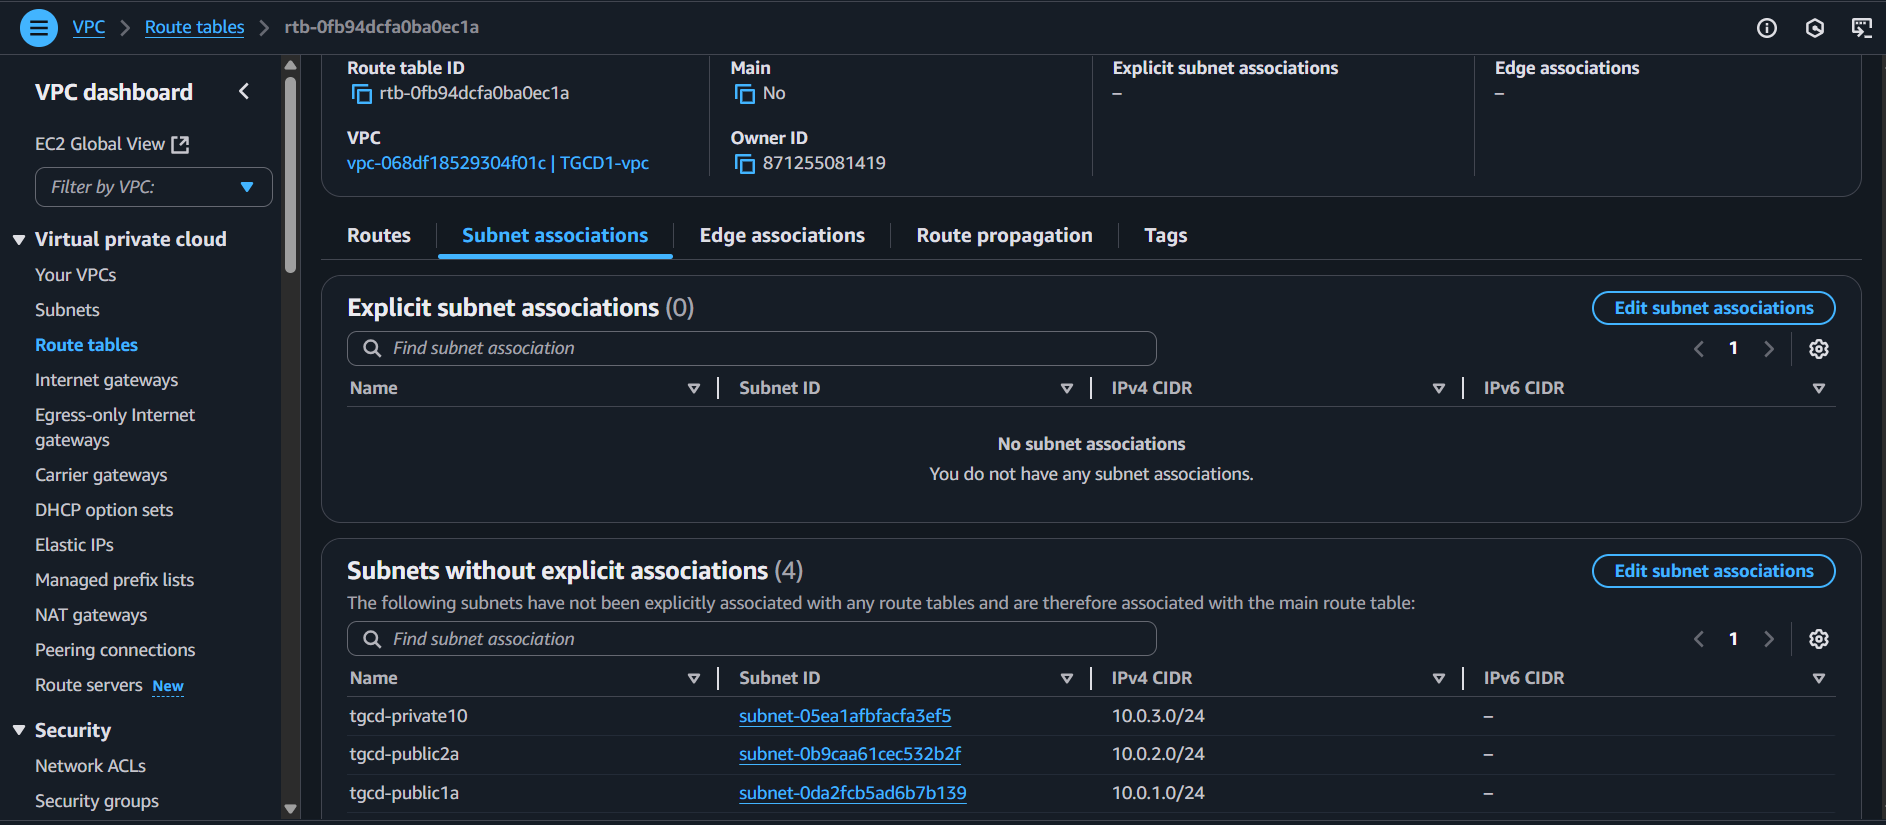 VPC > Route tables > rtb-0fb94dcfa0ba0ec1a
VPC dashboard
EC2 Global View
Filter by VPC:
Virtual private cloud
Your VPCs
Subnets
Route tables
Internet gateways
Egress-only Internet
gateways
Carrier gateways
DHCP option sets
Elastic IPs
Managed prefix lists
NAT gateways
Peering connections
Route servers New
Security
Network ACLs
Security groups
Route table ID
rtb-0fb94dcfa0ba0ec1a
Main
No
Explicit subnet associations
–
Edge associations
–
VPC
vpc-068df18529304f01c | TGCD1-vpc
Owner ID
871255081419
Routes Subnet associations Edge associations Route propagation Tags
Explicit subnet associations (0)
Edit subnet associations
Find subnet association
1
Name Subnet ID IPv4 CIDR IPv6 CIDR
No subnet associations
You do not have any subnet associations.
Subnets without explicit associations (4)
Edit subnet associations
The following subnets have not been explicitly associated with any route tables and are therefore associated with the main route table:
Find subnet association
1
Name Subnet ID IPv4 CIDR IPv6 CIDR
tgcd-private10 subnet-05ea1afbfacfa3ef5 10.0.3.0/24 –
tgcd-public2a subnet-0b9caa61cec532b2f 10.0.2.0/24 –
tgcd-public1a subnet-0da2fcb5ad6b7b139 10.0.1.0/24 –